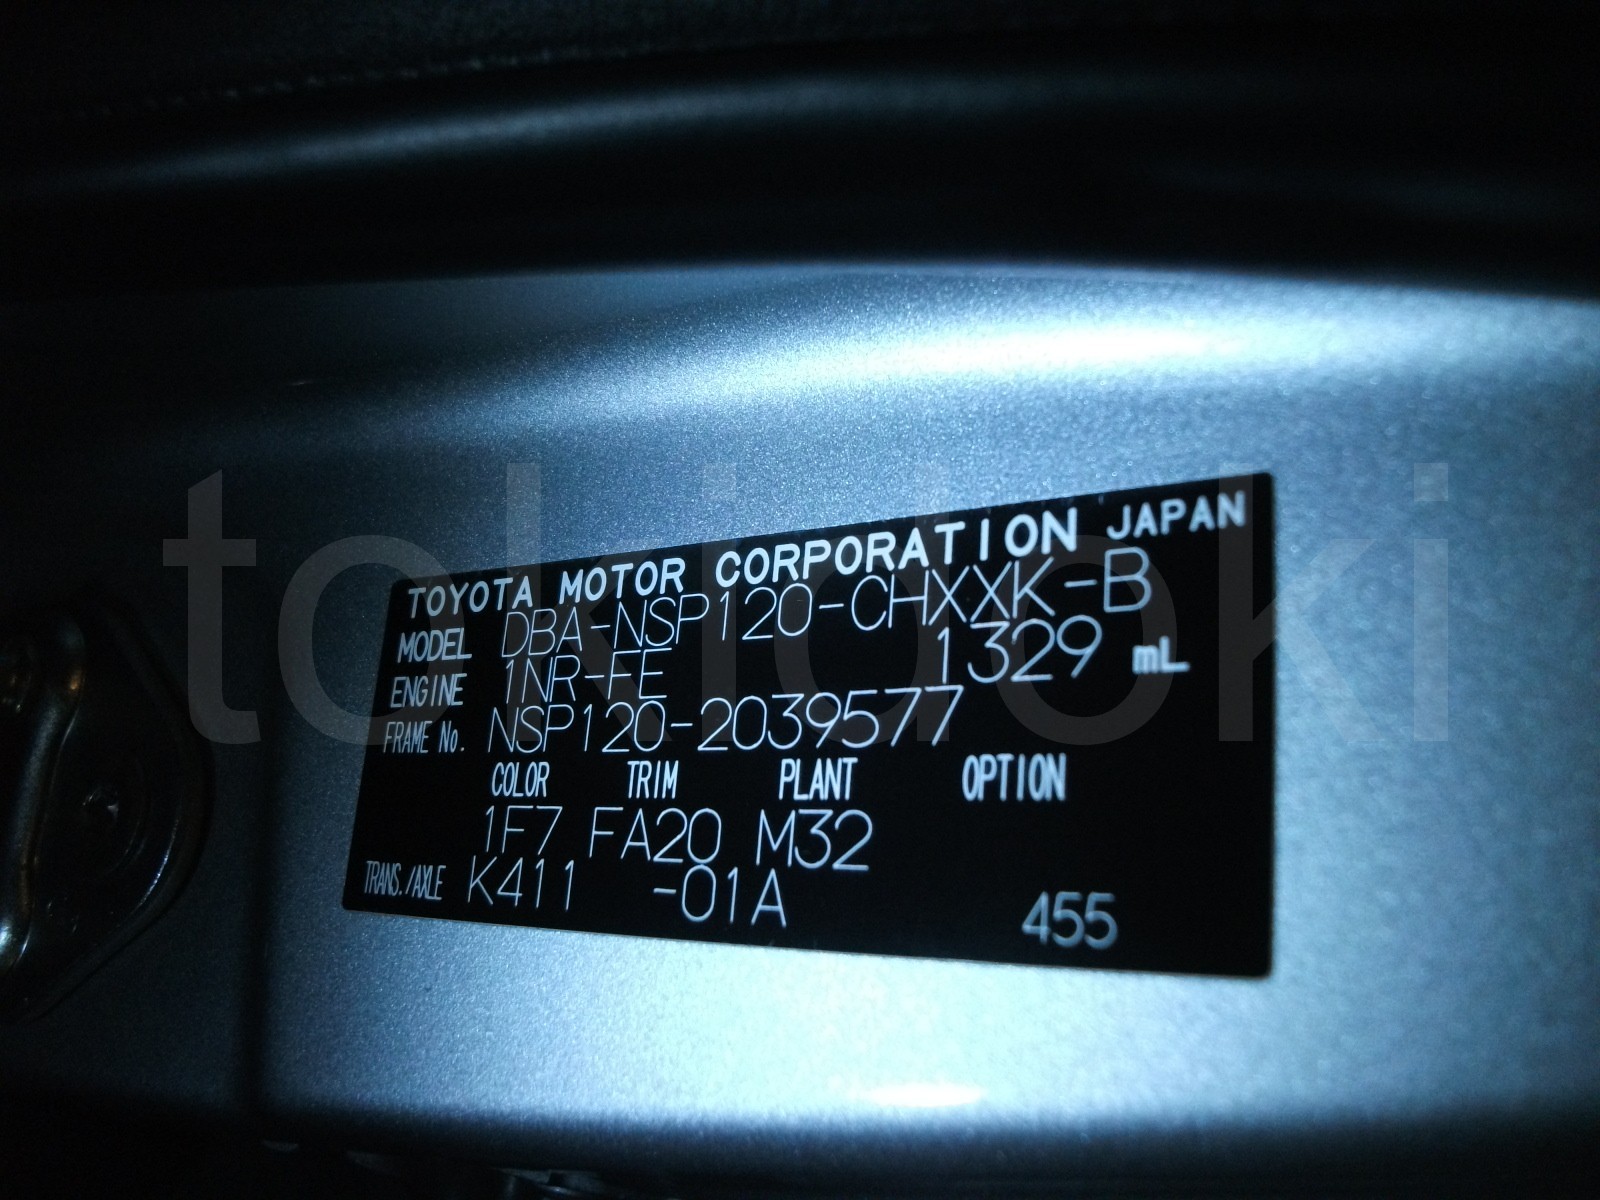 TOYOTA MOTOR CORPORATION JAPAN
MODEL DBA-NSP120-CHXXK-B
ENGINE 1NR-FE 1329 mL
FRAME No. NSP120-2039577
COLOR TRIM PLANT OPTION
1F7 FA20 M32
TRANS./AXLE K411 -01A 455
tokidoki